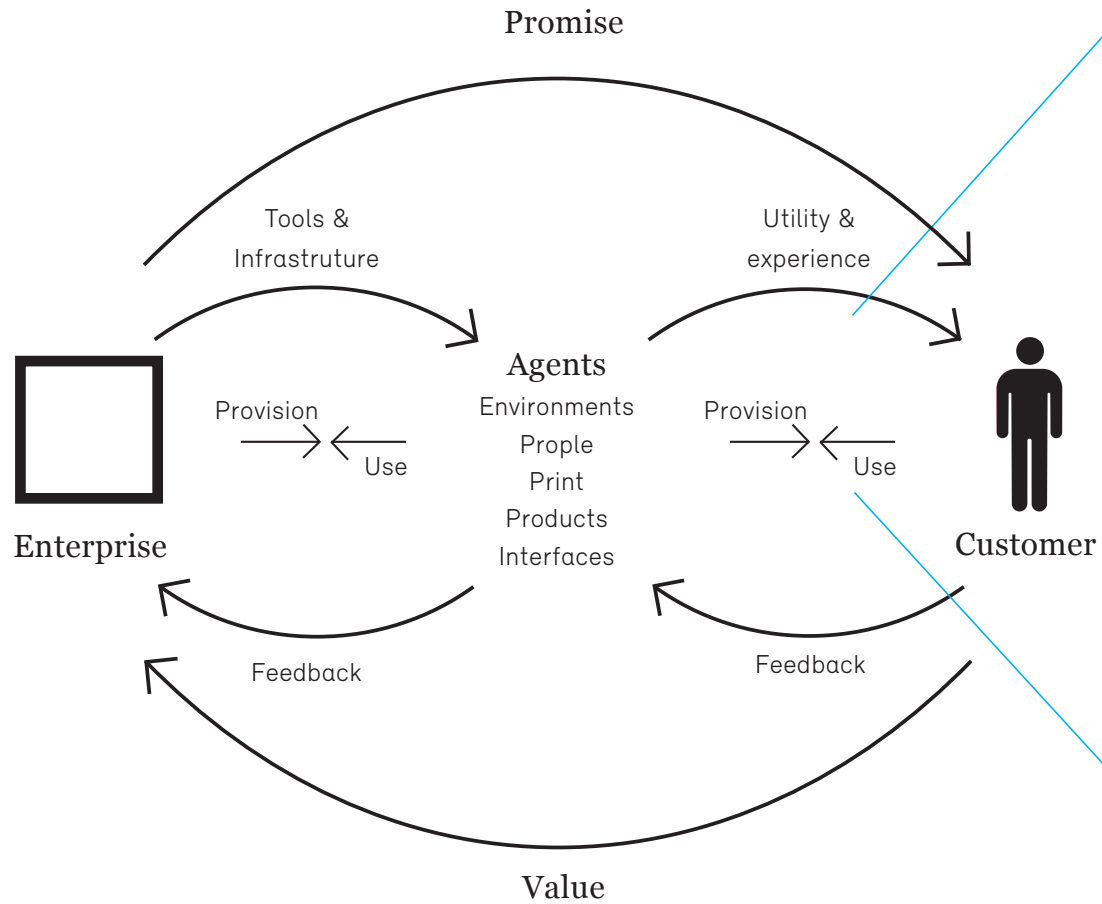 Promise
Tools &
Infrastruture
Utility &
experience
Agents
Environments
Prople
Print
Products
Interfaces
Provision
Use
Provision
Use
Enterprise
Customer
Feedback
Feedback
Value